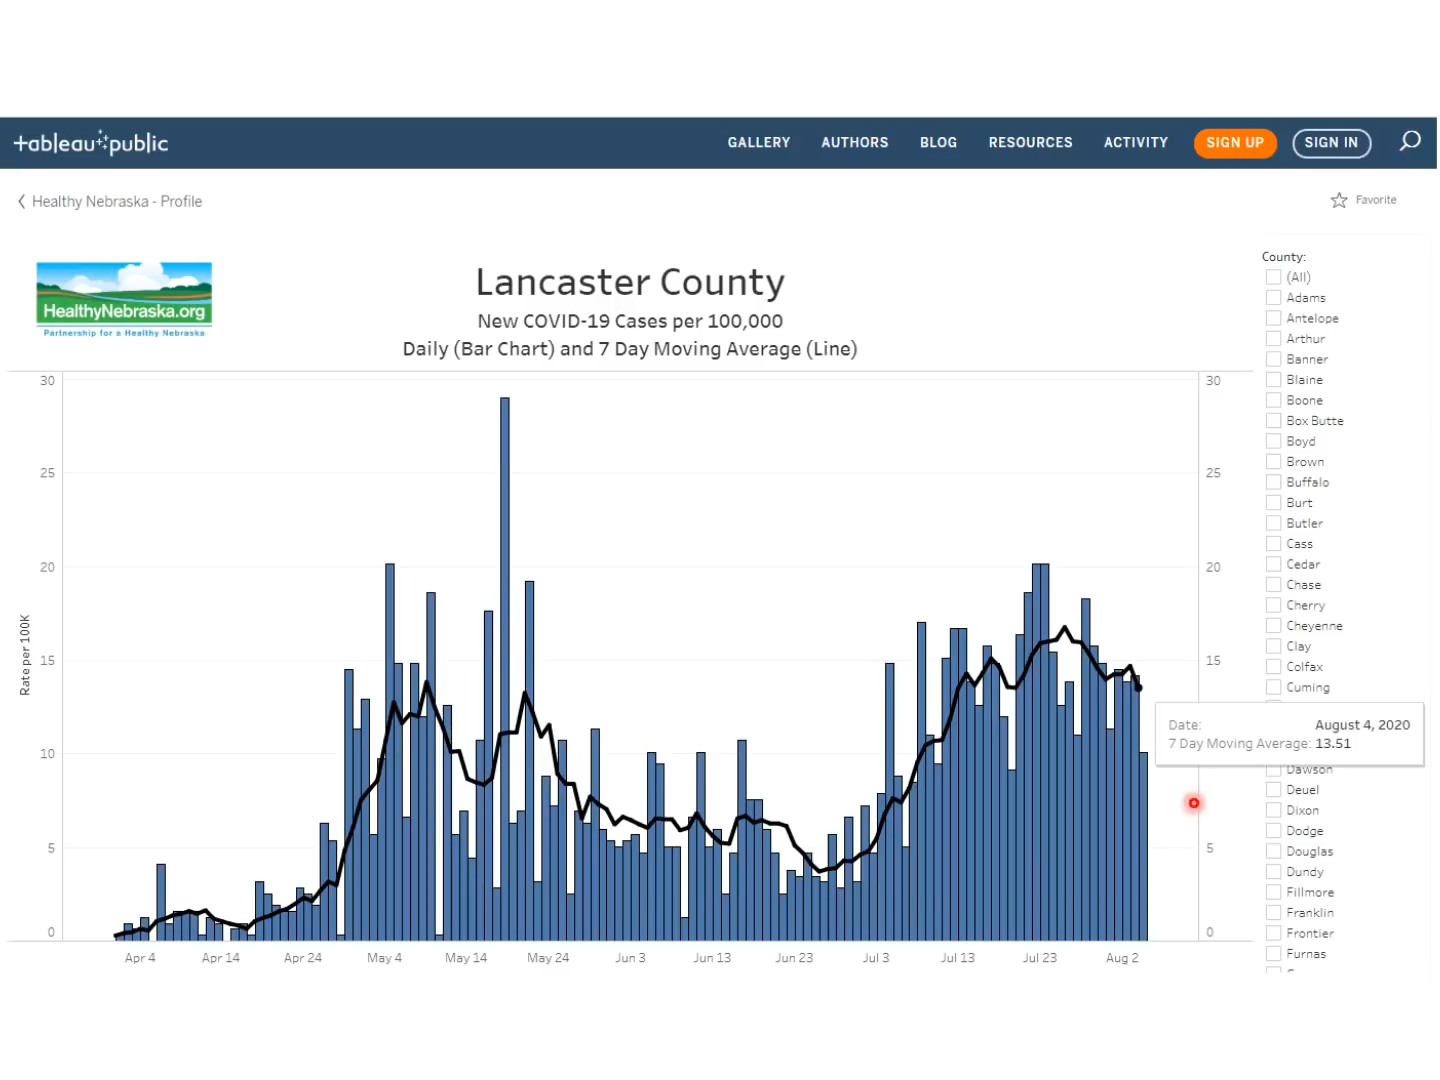 tableau public
GALLERY AUTHORS BLOG RESOURCES ACTIVITY SIGN UP SIGN IN
Healthy Nebraska - Profile
Favorite
HealthyNebraska.org
Partnership for a Healthy Nebraska
Lancaster County
New COVID-19 Cases per 100,000
Daily (Bar Chart) and 7 Day Moving Average (Line)
Rate per 100K
30
25
20
15
10
5
0
30
25
20
15
5
0
Apr 4 Apr 14 Apr 24 May 4 May 14 May 24 Jun 3 Jun 13 Jun 23 Jul 3 Jul 13 Jul 23 Aug 2
County:
(All)
Adams
Antelope
Arthur
Banner
Blaine
Boone
Box Butte
Boyd
Brown
Buffalo
Burt
Butler
Cass
Cedar
Chase
Cherry
Cheyenne
Clay
Colfax
Cuming
Date: August 4, 2020
7 Day Moving Average: 13.51
Dawson
Deuel
Dixon
Dodge
Douglas
Dundy
Fillmore
Franklin
Frontier
Furnas